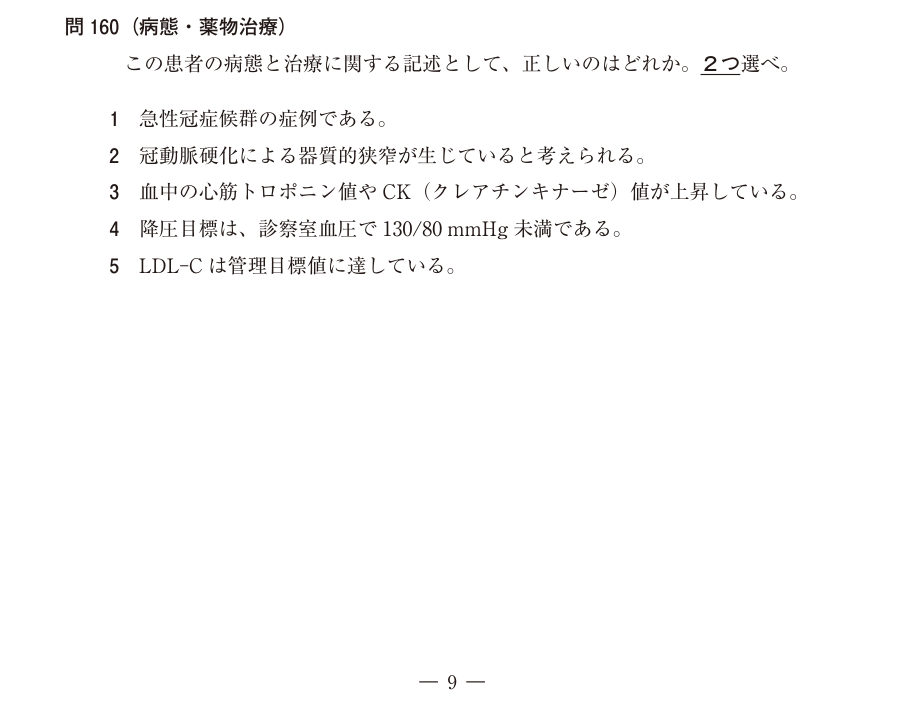 問 160（病態・薬物治療）
この患者の病態と治療に関する記述として、正しいのはどれか。２つ選べ。
1 急性冠症候群の症例である。
2 冠動脈硬化による器質的狭窄が生じていると考えられる。
3 血中の心筋トロポニン値や CK（クレアチンキナーゼ）値が上昇している。
4 降圧目標は、診察室血圧で 130/80 mmHg 未満である。
5 LDL-C は管理目標値に達している。
― 9 ―